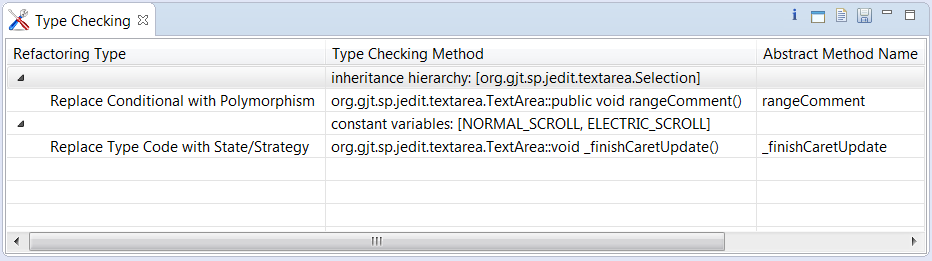 Type Checking
Refactoring Type Type Checking Method Abstract Method Name
inheritance hierarchy: [org.gjt.sp.jedit.textarea.Selection]
Replace Conditional with Polymorphism org.gjt.sp.jedit.textarea.TextArea::public void rangeComment() rangeComment
constant variables: [NORMAL_SCROLL, ELECTRIC_SCROLL]
Replace Type Code with State/Strategy org.gjt.sp.jedit.textarea.TextArea::void _finishCaretUpdate() _finishCaretUpdate